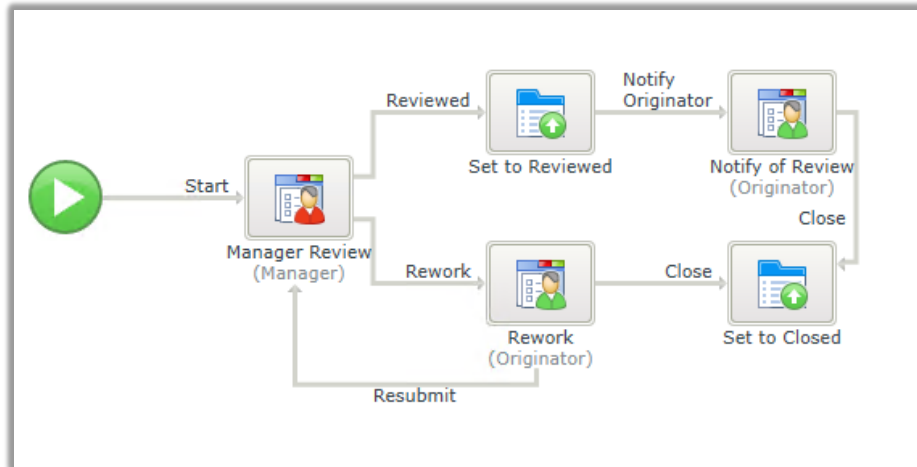 Reviewed
Notify
Originator
Set to Reviewed
Notify of Review
(Originator)
Start
Close
Manager Review
(Manager)
Rework
Close
Rework
(Originator)
Set to Closed
Resubmit